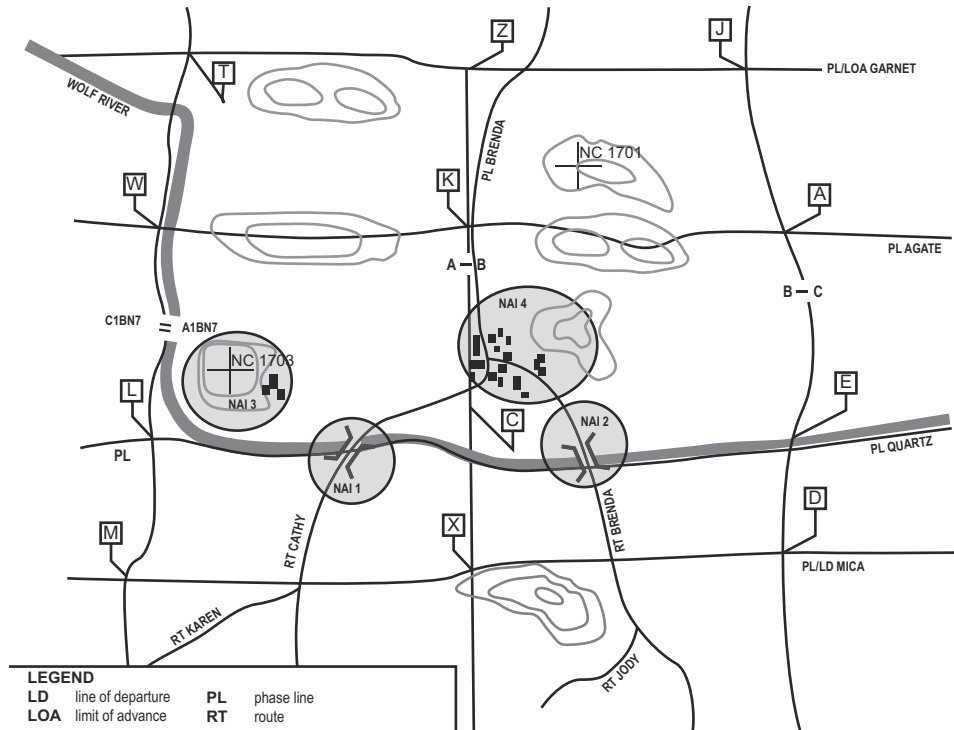 Z
J
PL/LOA GARNET
T
WOLF RIVER
PL BRENDA
NC 1701
W
K
A
PL AGATE
A B
B C
C1BN7
A1BN7
NAI 4
NC 1703
NAI 3
L
C
E
NAI 2
PL
PL QUARTZ
NAI 1
M
X
D
RT CATHY
RT BRENDA
PL/LD MICA
RT KAREN
RT JODY
LEGEND
LD line of departure PL phase line
LOA limit of advance RT route